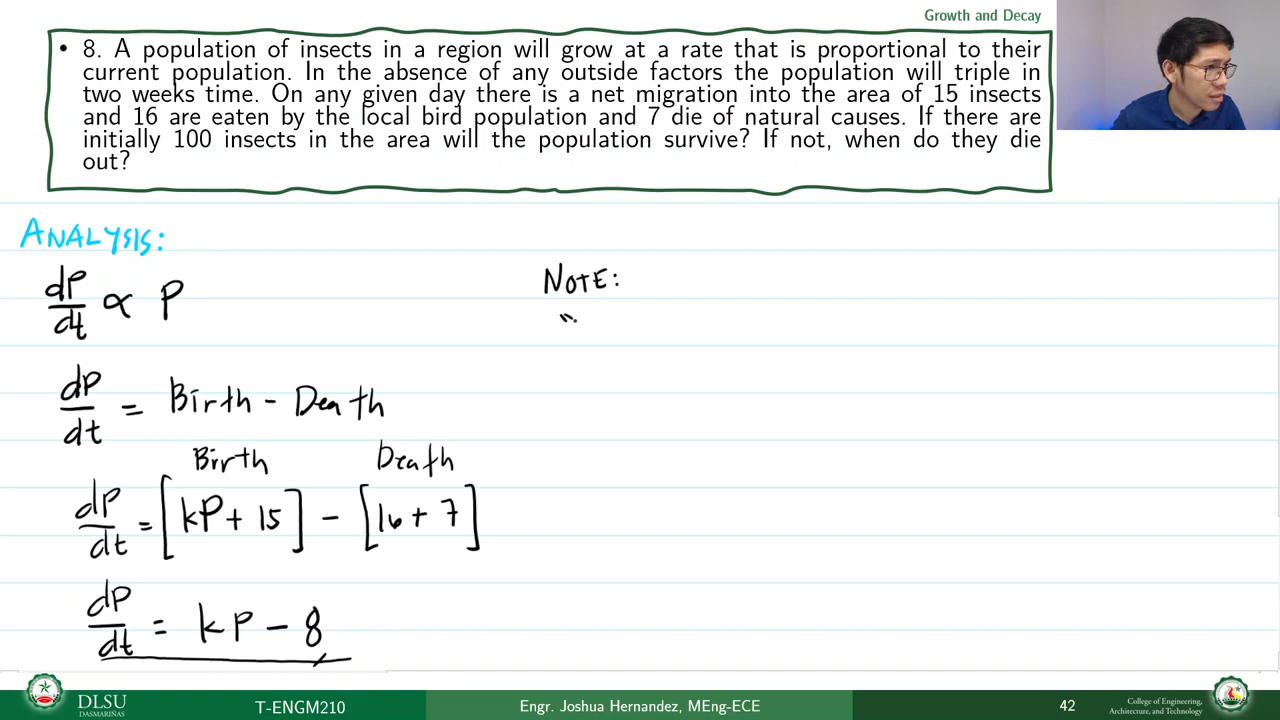 Growth and Decay
• 8. A population of insects in a region will grow at a rate that is proportional to their
current population. In the absence of any outside factors the population will triple in
two weeks time. On any given day there is a net migration into the area of 15 insects
and 16 are eaten by the local bird population and 7 die of natural causes. If there are
initially 100 insects in the area will the population survive? If not, when do they die
out?
ANALYSIS:
dP/dt ∝ P
NOTE:
dP/dt = Birth - Death
Birth Death
dP/dt = [kP + 15] - [16 + 7]
dP/dt = kP - 8
DLSU
DASMARIÑAS
T-ENGM210
Engr. Joshua Hernandez, MEng-ECE
42
College of Engineering,
Architecture, and Technology